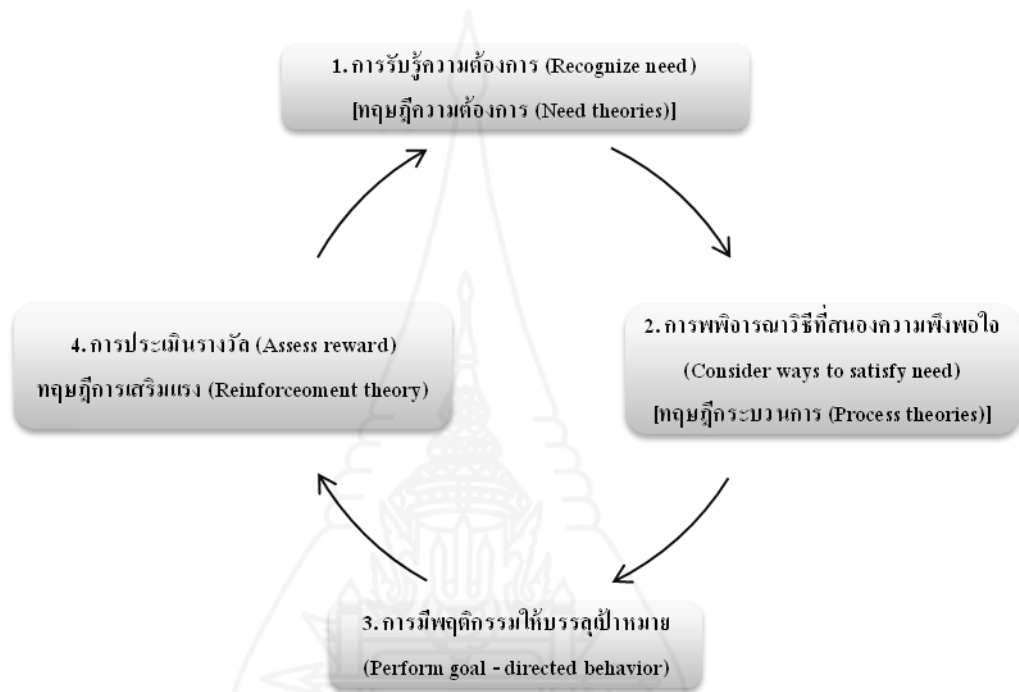 1. การรับรู้ความต้องการ (Recognize need)
[ทฤษฎีความต้องการ (Need theories)]
2. การพพิจารณาวิธีที่สนองความพึงพอใจ
(Consider ways to satisfy need)
[ทฤษฎีกระบวนการ (Process theories)]
3. การมีพฤติกรรมให้บรรลุเป้าหมาย
(Perform goal - directed behavior)
4. การประเมินรางวัล (Assess reward)
ทฤษฎีการเสริมแรง (Reinforceoment theory)